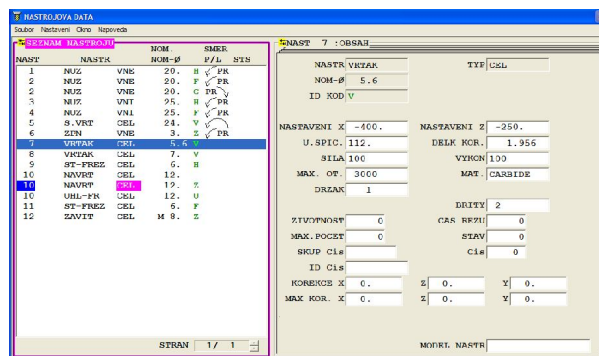 NASTROJOVA DATA
Soubor Nastaveni Okno Napoveda
SEZNAM NASTROJU
NOM. SMER
NAST NASTR NOM-Ø P/L STS
1 NUZ VNE 20. H PR
2 NUZ VNE 20. F PR
2 NUZ VNE 20. G PR
3 NUZ VNI 25. H PR
4 NUZ VNI 25. F PR
5 S.VRT CEL 24. V
6 ZPN VNE 3. Z PR
7 VRTAK CEL 5.6 V
8 VRTAK CEL 7. V
9 ST-FREZ CEL 6. H
10 NAVRT CEL 12.
10 NAVRT CEL 12. Z
10 UHL-FR CEL 12. U
11 ST-FREZ CEL 6. F
12 ZAVIT CEL M 8. Z
STRAN 1/ 1
NAST 7 :OBSAH
NASTR VRTAK TYP CEL
NOM-Ø 5.6
ID KOD V
NASTAVENI X -400. NASTAVENI Z -250.
U.SPIC. 112. DELK KOR. 1.956
SILA 100 VYKON 100
MAX. OT. 3000 MAT. CARBIDE
DRZAK 1
BRITY 2
ZIVOTNOST 0 CAS REZU 0
MAX.POCET 0 STAV 0
SKUP Cis Cis 0
ID Cis
KOREKCE X 0. Z 0. Y 0.
MAX KOR. X 0. Z 0. Y 0.
MODEL NASTR